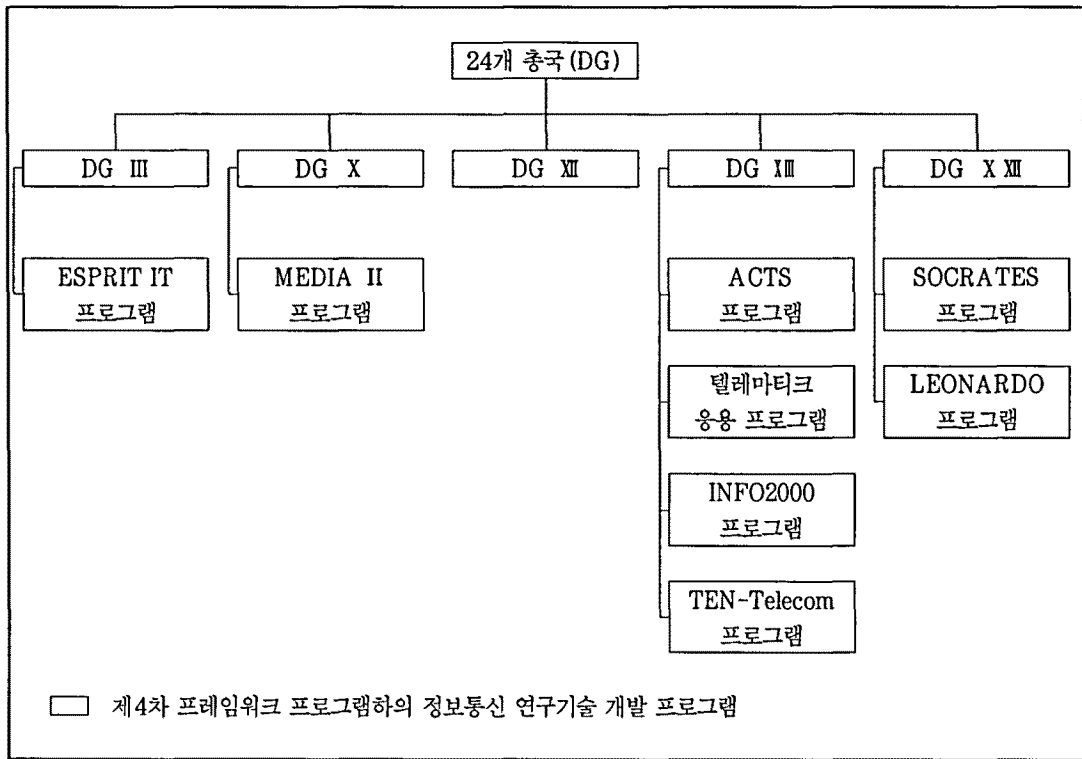 24개 총국(DG)
DG Ⅲ
DG Ⅹ
DG Ⅻ
DG ⅩⅢ
DG ⅩⅫ
ESPRIT IT
프로그램
MEDIA II
프로그램
ACTS
프로그램
SOCRATES
프로그램
텔레마티크
응용 프로그램
LEONARDO
프로그램
INFO2000
프로그램
TEN-Telecom
프로그램
제4차 프레임워크 프로그램하의 정보통신 연구기술 개발 프로그램